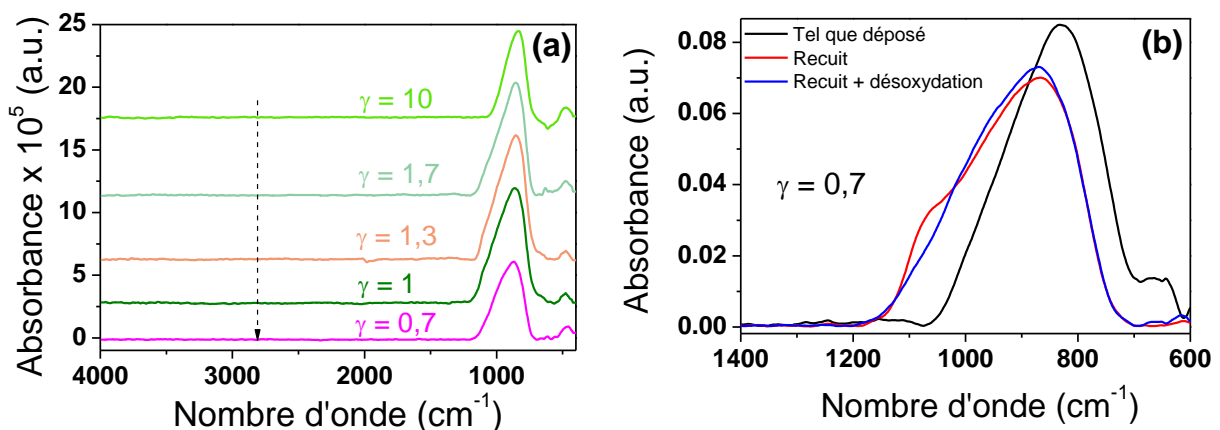 (a)
Absorbance x 10⁵ (a.u.)
25
20
15
10
5
0
γ = 10
γ = 1,7
γ = 1,3
γ = 1
γ = 0,7
4000 3000 2000 1000
Nombre d'onde (cm⁻¹)
(b)
Absorbance (a.u.)
0.08
0.06
0.04
0.02
0.00
Tel que déposé
Recuit
Recuit + désoxydation
γ = 0,7
1400 1200 1000 800 600
Nombre d'onde (cm⁻¹)